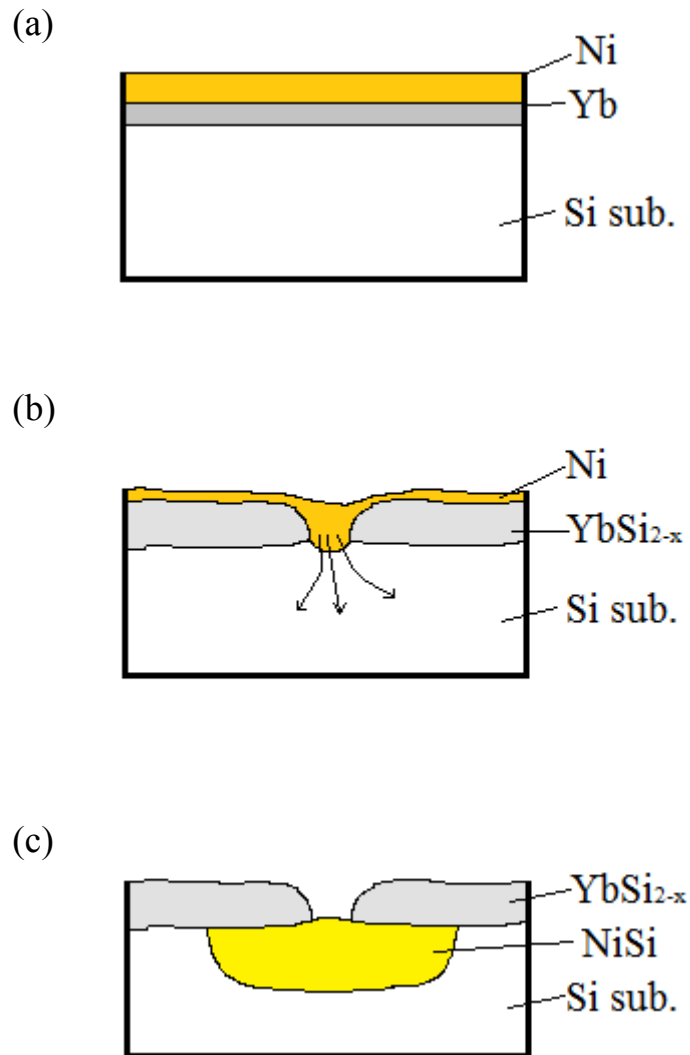 (a)
Ni
Yb
Si sub.
(b)
Ni
YbSi₂₋ₓ
Si sub.
(c)
YbSi₂₋ₓ
NiSi
Si sub.